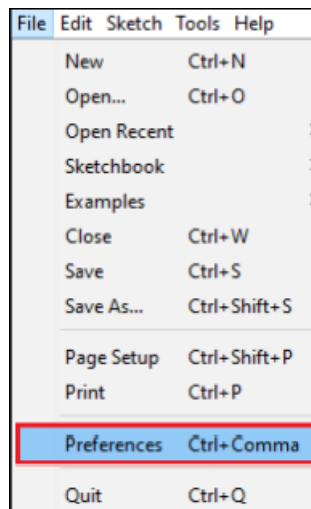 File Edit Sketch Tools Help
New Ctrl+N
Open... Ctrl+O
Open Recent
Sketchbook
Examples
Close Ctrl+W
Save Ctrl+S
Save As... Ctrl+Shift+S
Page Setup Ctrl+Shift+P
Print Ctrl+P
Preferences Ctrl+Comma
Quit Ctrl+Q